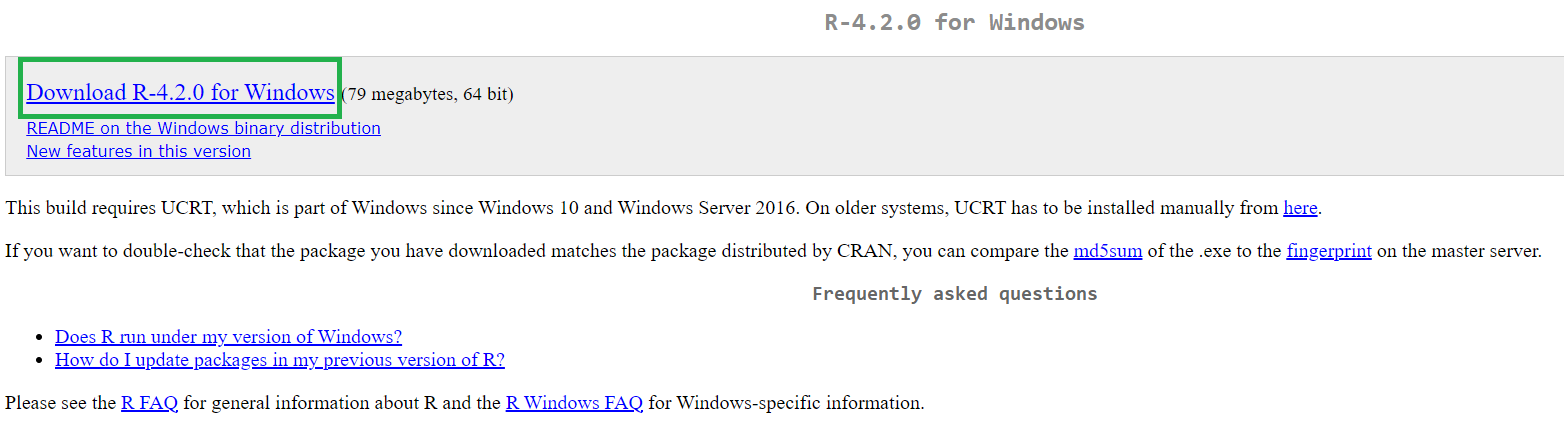 R-4.2.0 for Windows
Download R-4.2.0 for Windows (79 megabytes, 64 bit)
README on the Windows binary distribution
New features in this version
This build requires UCRT, which is part of Windows since Windows 10 and Windows Server 2016. On older systems, UCRT has to be installed manually from here.
If you want to double-check that the package you have downloaded matches the package distributed by CRAN, you can compare the md5sum of the .exe to the fingerprint on the master server.
Frequently asked questions
• Does R run under my version of Windows?
• How do I update packages in my previous version of R?
Please see the R FAQ for general information about R and the R Windows FAQ for Windows-specific information.